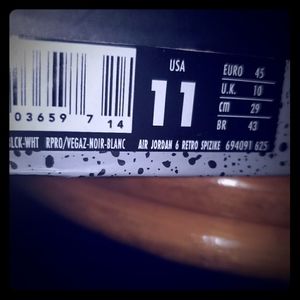 USA
11
EURO 45
U.K. 10
cm 29
BR 43
03659 7 14
BLCK-WHT RPRO/VEGAZ-NOIR-BLANC AIR JORDAN 6 RETRO SPIZIKE 694091 625